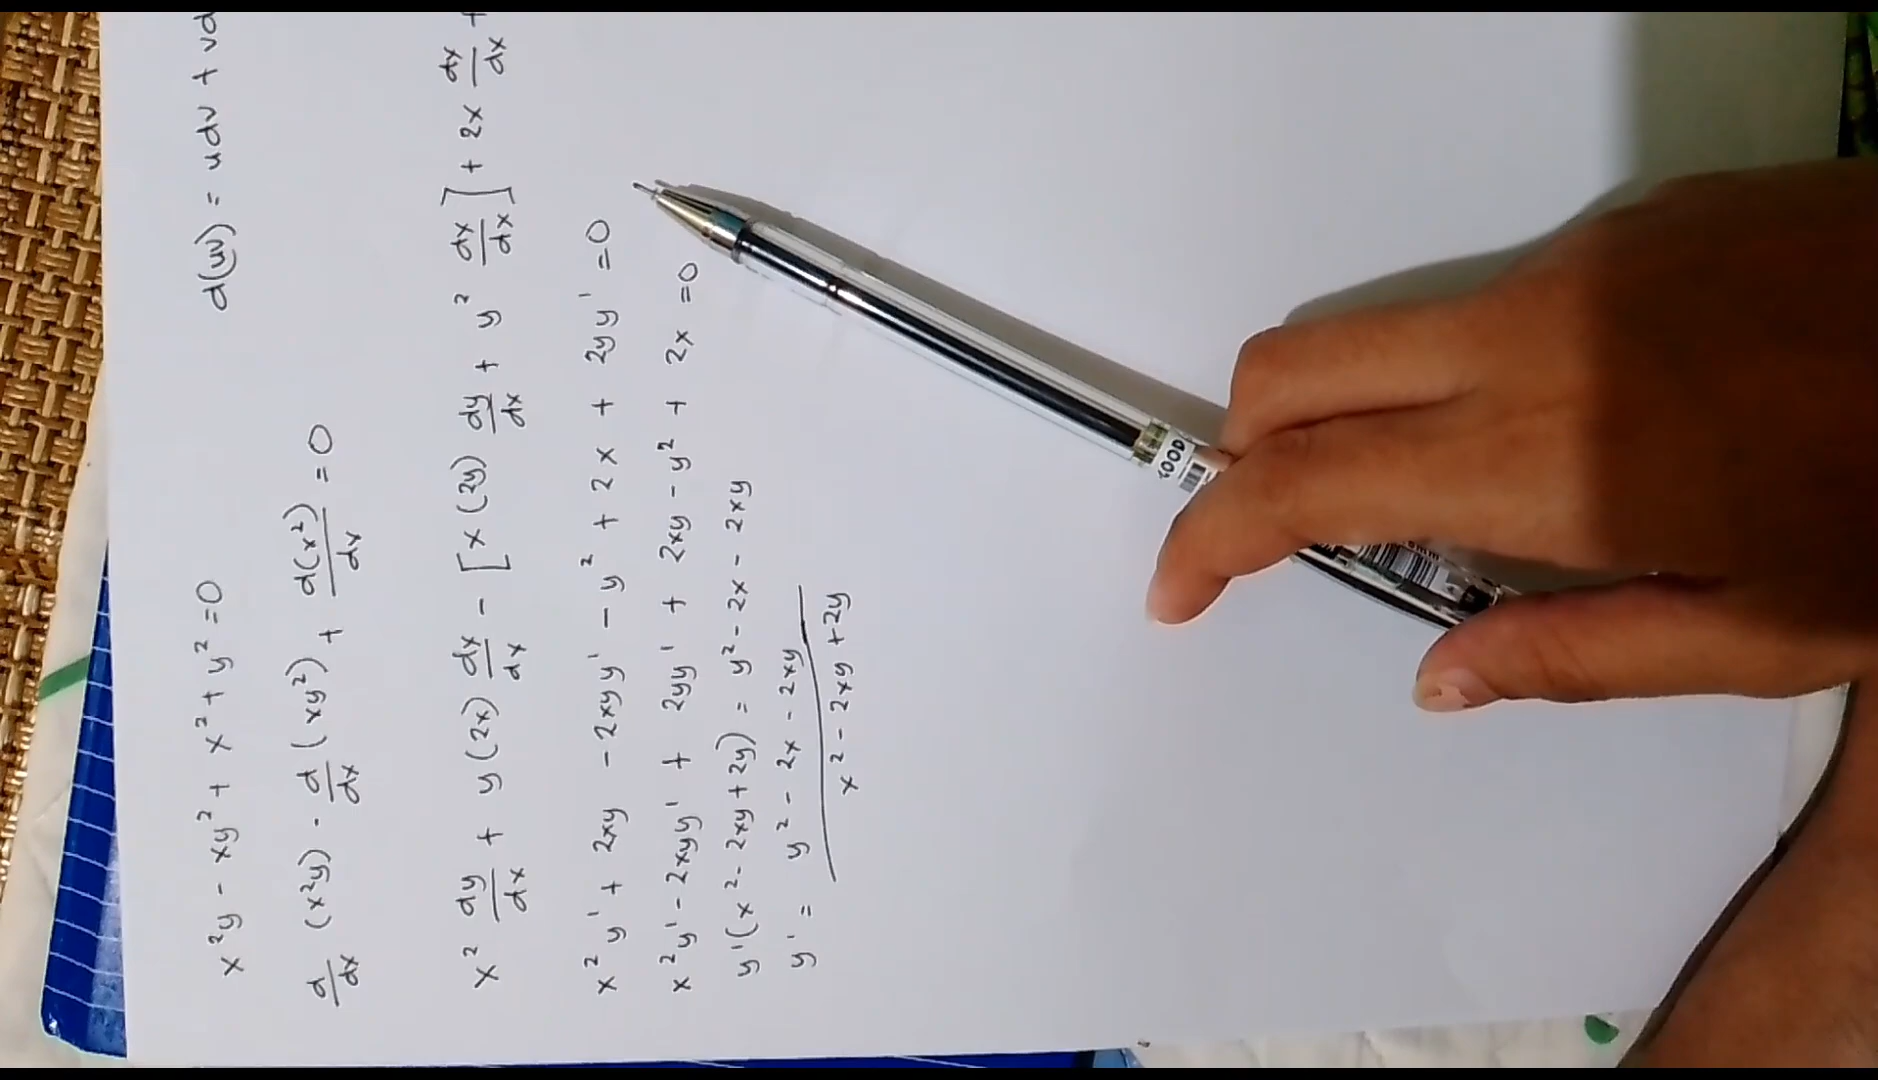 x²y - xy² + x² + y² = 0
d(uv) = udv + vd
d/dx (x²y) - d/dx (xy²) + d(x²)/dx = 0
x² dy/dx + y(2x) dx/dx - [x(2y) dy/dx + y² dx/dx] + 2x dx/dx +
x²y' + 2xy - 2xyy' - y² + 2x + 2yy' = 0
x²y' - 2xyy' + 2yy' + 2xy - y² + 2x = 0
y'(x² - 2xy + 2y) = y² - 2x - 2xy
y' = y² - 2x - 2xy / x² - 2xy + 2y